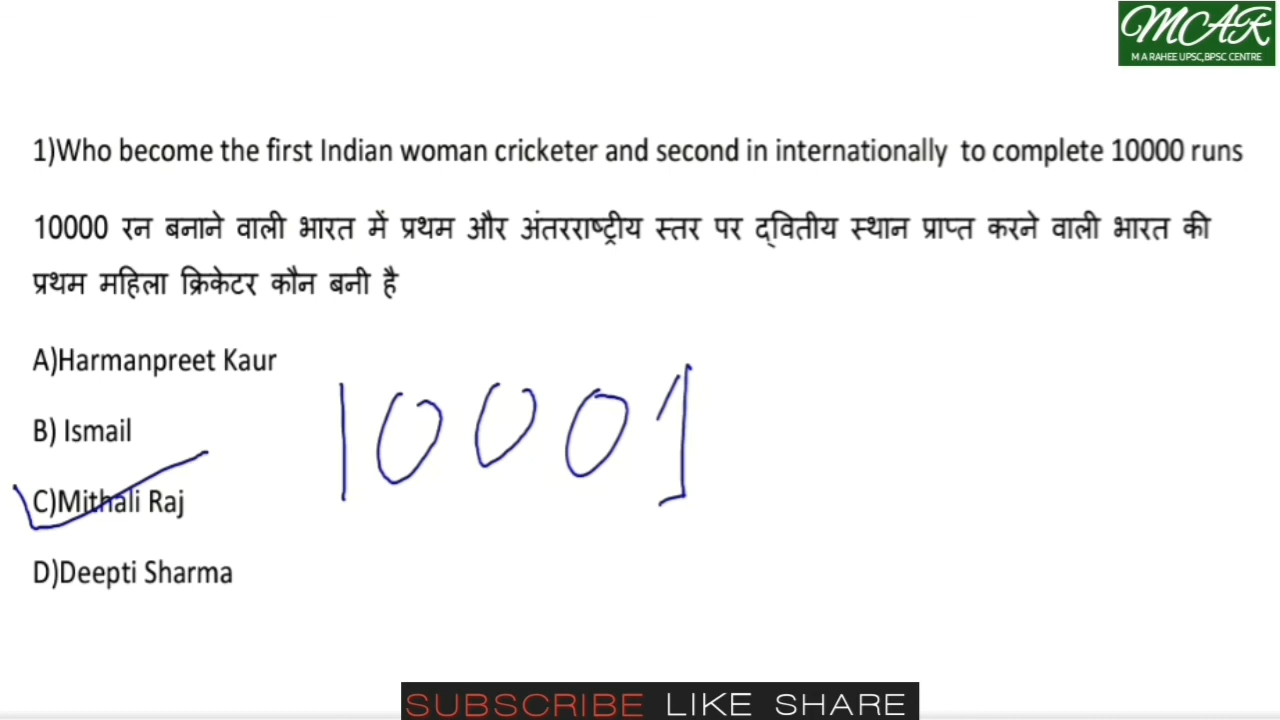 MCAR
M A RAHEE UPSC,BPSC CENTRE
1)Who become the first Indian woman cricketer and second in internationally to complete 10000 runs
10000 रन बनाने वाली भारत में प्रथम और अंतरराष्ट्रीय स्तर पर द्वितीय स्थान प्राप्त करने वाली भारत की
प्रथम महिला क्रिकेटर कौन बनी है
A)Harmanpreet Kaur
10001
B) Ismail
C)Mithali Raj
D)Deepti Sharma
SUBSCRIBE LIKE SHARE